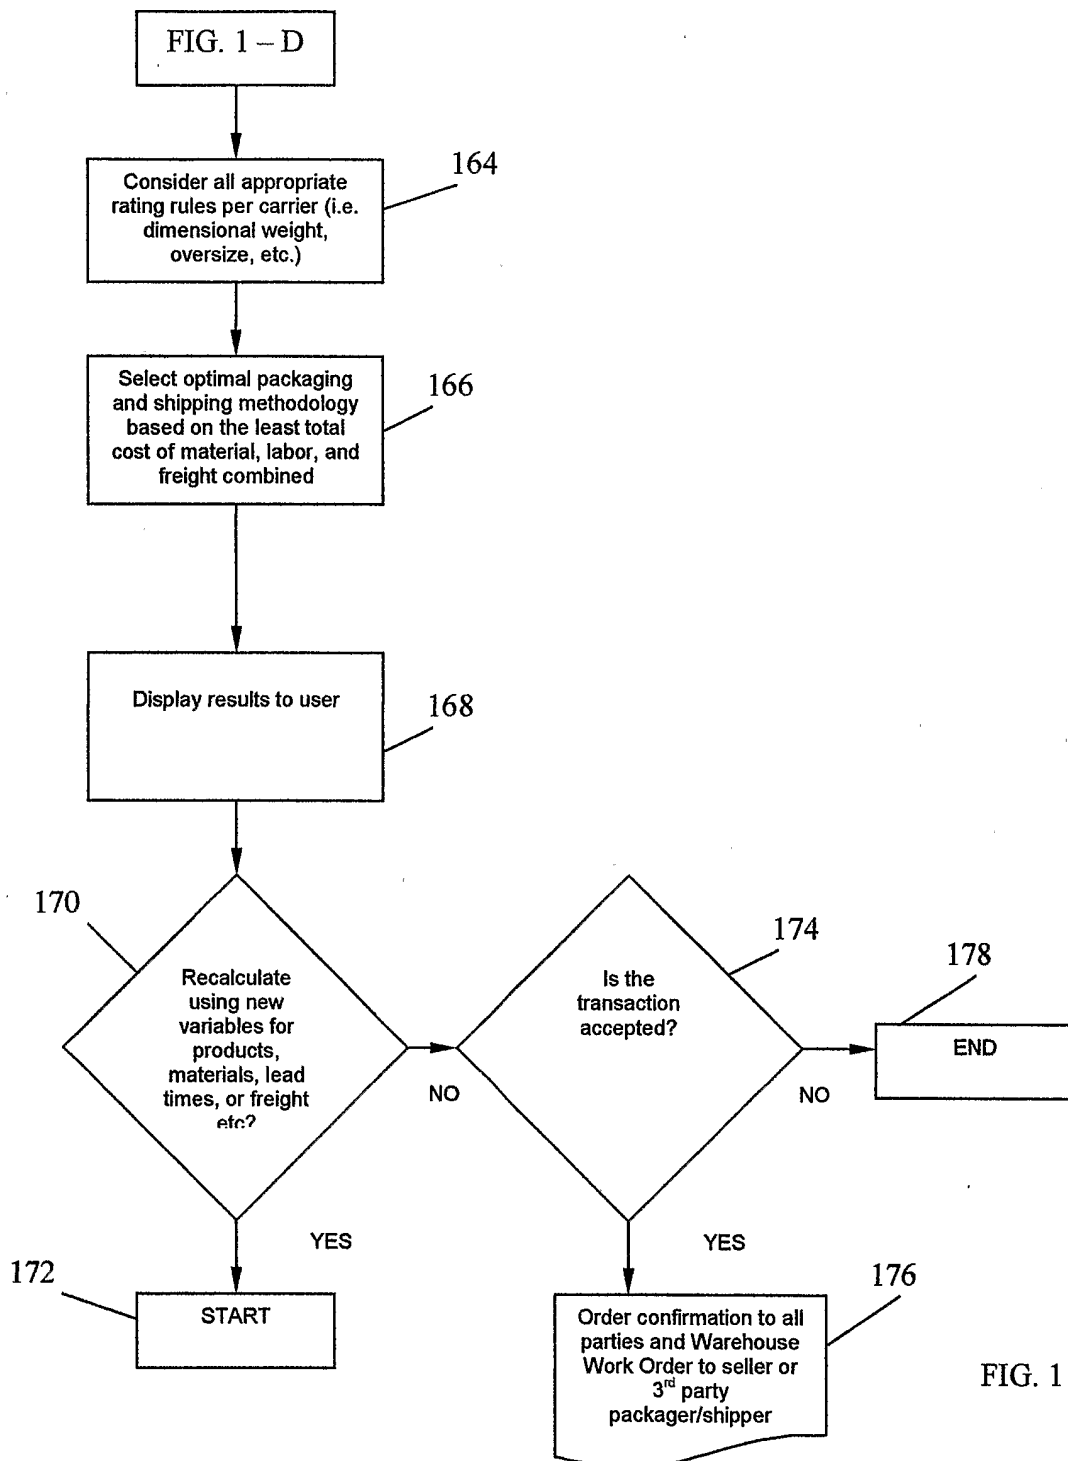 FIG. 1 – D
164
Consider all appropriate
rating rules per carrier (i.e.
dimensional weight,
oversize, etc.)
166
Select optimal packaging
and shipping methodology
based on the least total
cost of material, labor, and
freight combined
168
Display results to user
170
Recalculate
using new
variables for
products,
materials, lead
times, or freight
etc?
NO
YES
174
Is the
transaction
accepted?
NO
YES
178
END
172
START
176
Order confirmation to all
parties and Warehouse
Work Order to seller or
3rd party
packager/shipper
FIG. 1